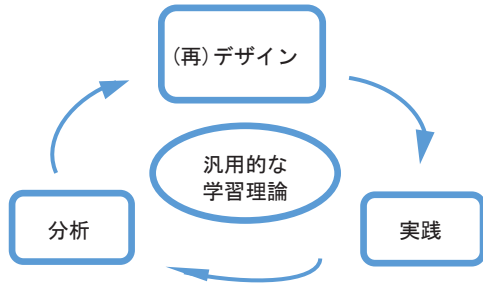 (再)デザイン
汎用的な
学習理論
分析
実践